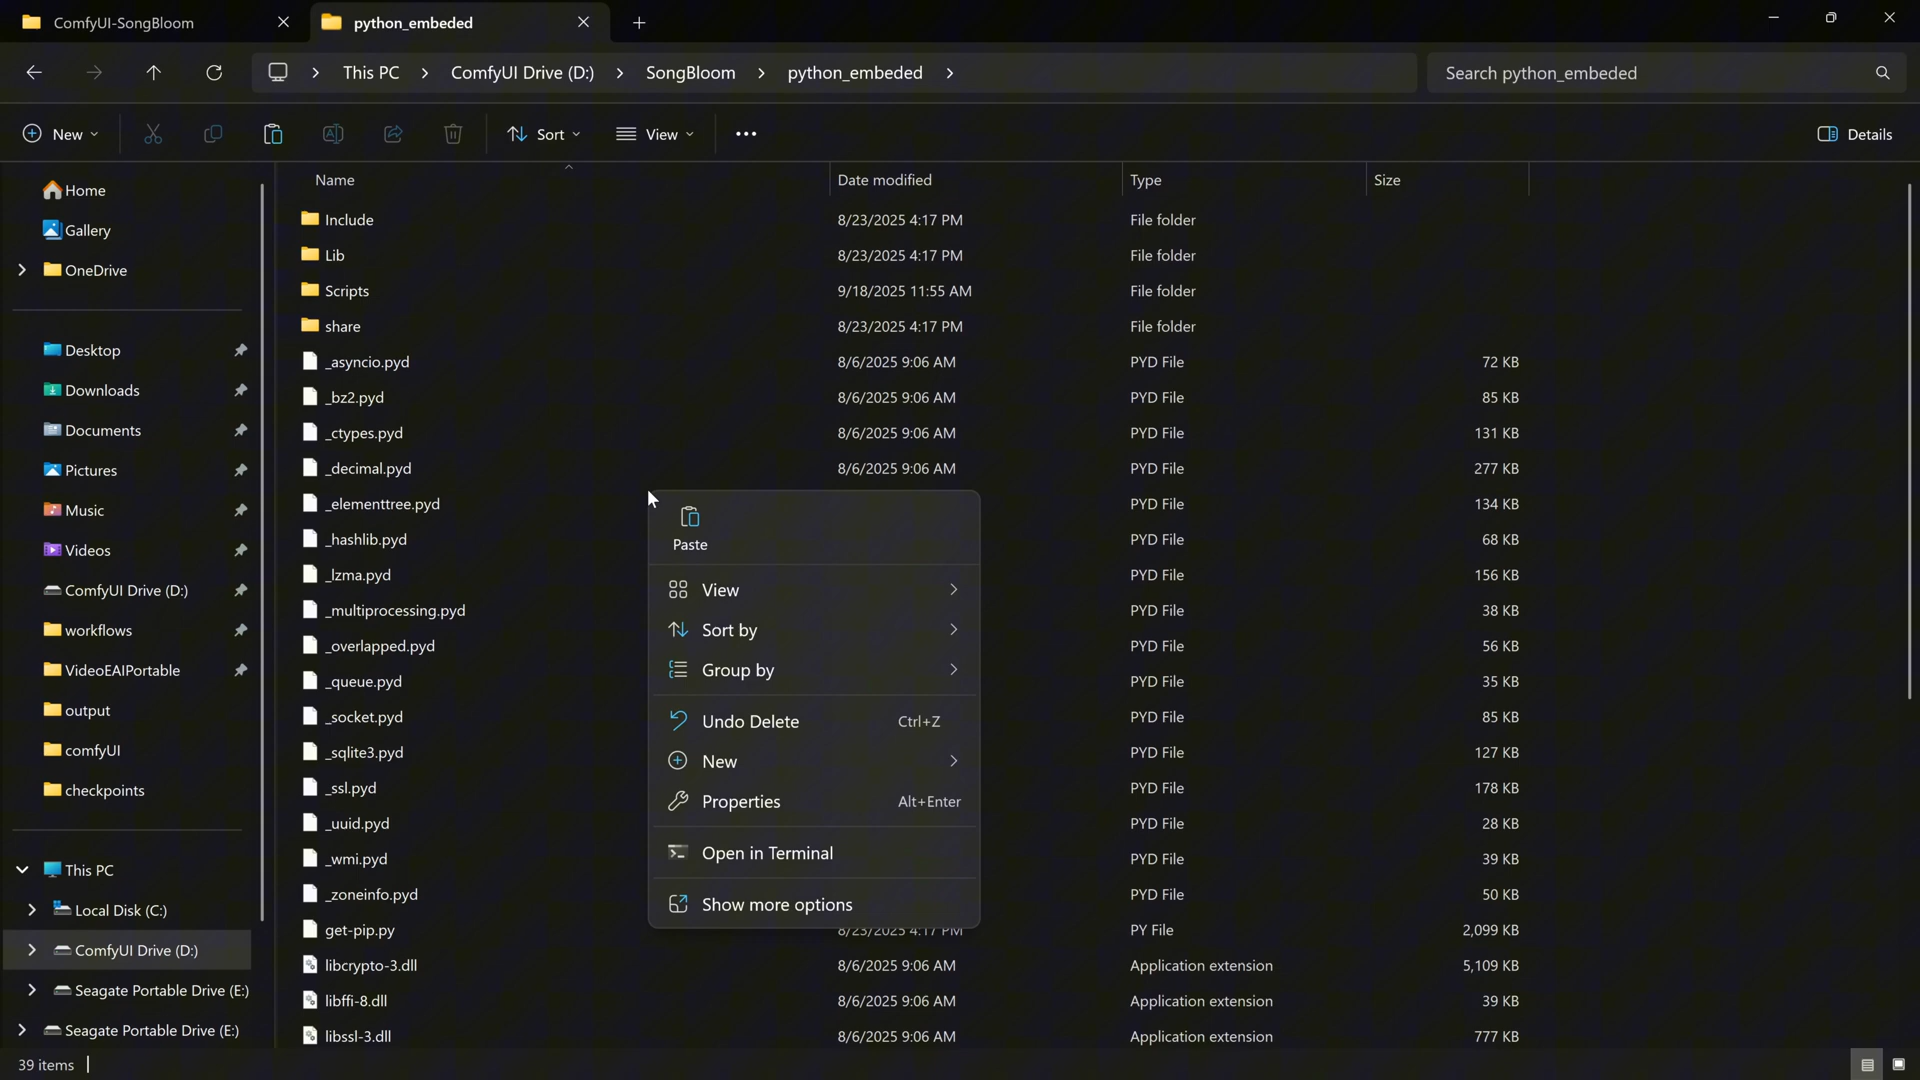 ComfyUI-SongBloom
python_embeded
This PC
ComfyUI Drive (D:)
SongBloom
python_embeded
Search python_embeded
New
Sort
View
Details
Home
Gallery
OneDrive
Desktop
Downloads
Documents
Pictures
Music
Videos
ComfyUI Drive (D:)
workflows
VideoEAIPortable
output
comfyUI
checkpoints
This PC
Local Disk (C:)
ComfyUI Drive (D:)
Seagate Portable Drive (E:)
Seagate Portable Drive (E:)
Name Date modified Type Size
Include 8/23/2025 4:17 PM File folder
Lib 8/23/2025 4:17 PM File folder
Scripts 9/18/2025 11:55 AM File folder
share 8/23/2025 4:17 PM File folder
_asyncio.pyd 8/6/2025 9:06 AM PYD File 72 KB
_bz2.pyd 8/6/2025 9:06 AM PYD File 85 KB
_ctypes.pyd 8/6/2025 9:06 AM PYD File 131 KB
_decimal.pyd 8/6/2025 9:06 AM PYD File 277 KB
_elementtree.pyd PYD File 134 KB
_hashlib.pyd PYD File 68 KB
_lzma.pyd PYD File 156 KB
_multiprocessing.pyd PYD File 38 KB
_overlapped.pyd PYD File 56 KB
_queue.pyd PYD File 35 KB
_socket.pyd PYD File 85 KB
_sqlite3.pyd PYD File 127 KB
_ssl.pyd PYD File 178 KB
_uuid.pyd PYD File 28 KB
_wmi.pyd PYD File 39 KB
_zoneinfo.pyd PYD File 50 KB
get-pip.py 8/23/2025 4:17 PM PY File 2,099 KB
libcrypto-3.dll 8/6/2025 9:06 AM Application extension 5,109 KB
libffi-8.dll 8/6/2025 9:06 AM Application extension 39 KB
libssl-3.dll 8/6/2025 9:06 AM Application extension 777 KB
Paste
View
Sort by
Group by
Undo Delete Ctrl+Z
New
Properties Alt+Enter
Open in Terminal
Show more options
39 items